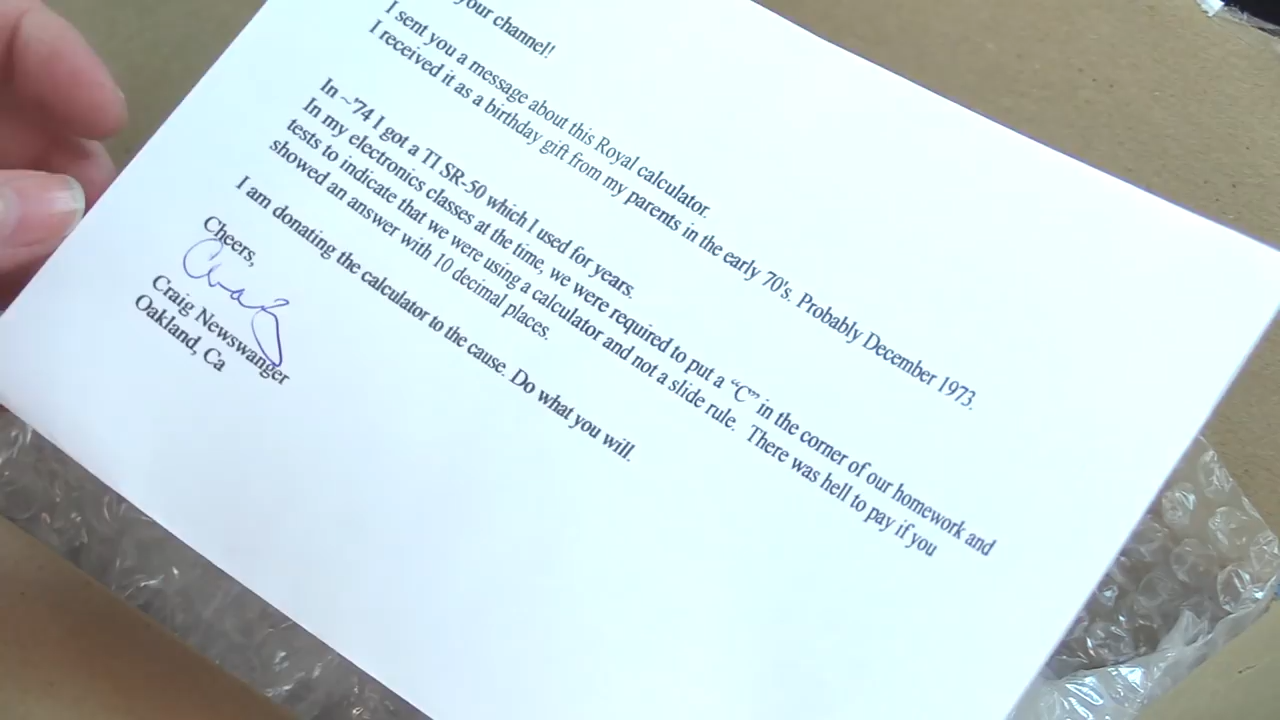 your channel!
I sent you a message about this Royal calculator.
I received it as a birthday gift from my parents in the early 70's. Probably December 1973.
In ~'74 I got a TI SR-50 which I used for years.
In my electronics classes at the time, we were required to put a “C” in the corner of our homework and
tests to indicate that we were using a calculator and not a slide rule. There was hell to pay if you
showed an answer with 10 decimal places.
I am donating the calculator to the cause. Do what you will.
Cheers,
Craig
Craig Newswanger
Oakland, Ca